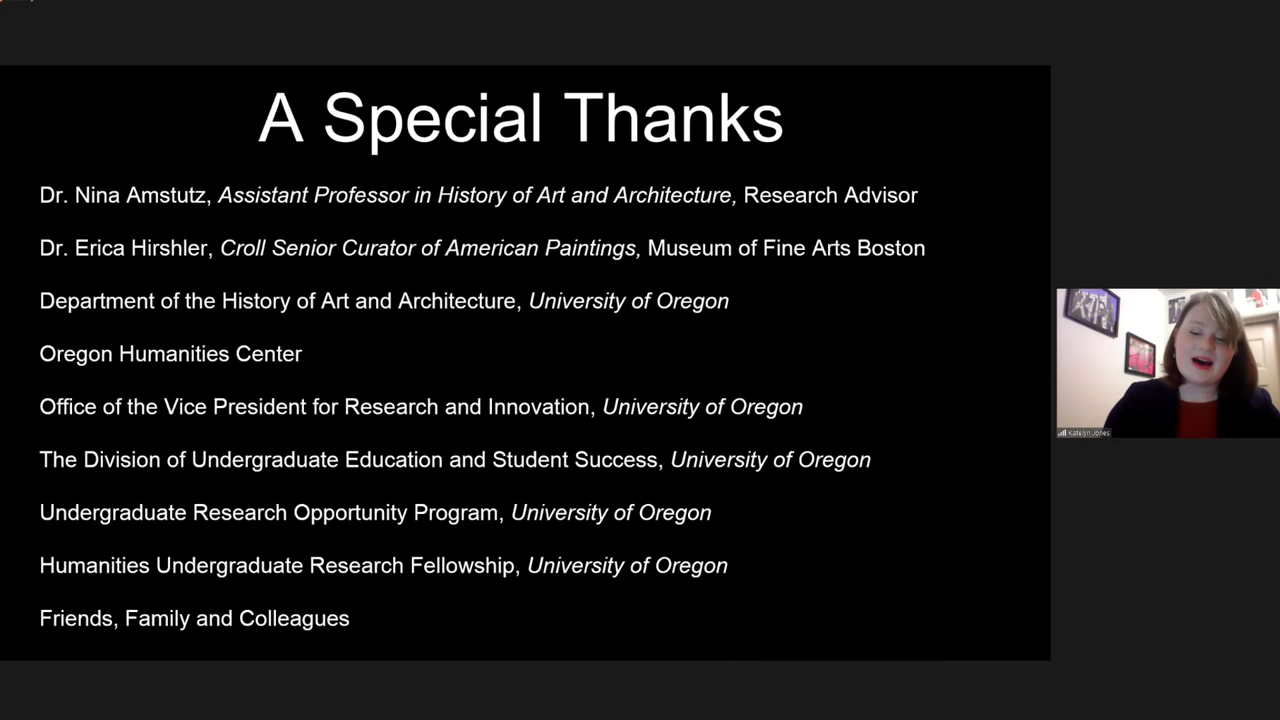 A Special Thanks
Dr. Nina Amstutz, Assistant Professor in History of Art and Architecture, Research Advisor
Dr. Erica Hirshler, Croll Senior Curator of American Paintings, Museum of Fine Arts Boston
Department of the History of Art and Architecture, University of Oregon
Oregon Humanities Center
Office of the Vice President for Research and Innovation, University of Oregon
The Division of Undergraduate Education and Student Success, University of Oregon
Undergraduate Research Opportunity Program, University of Oregon
Humanities Undergraduate Research Fellowship, University of Oregon
Friends, Family and Colleagues
Katelyn Jones